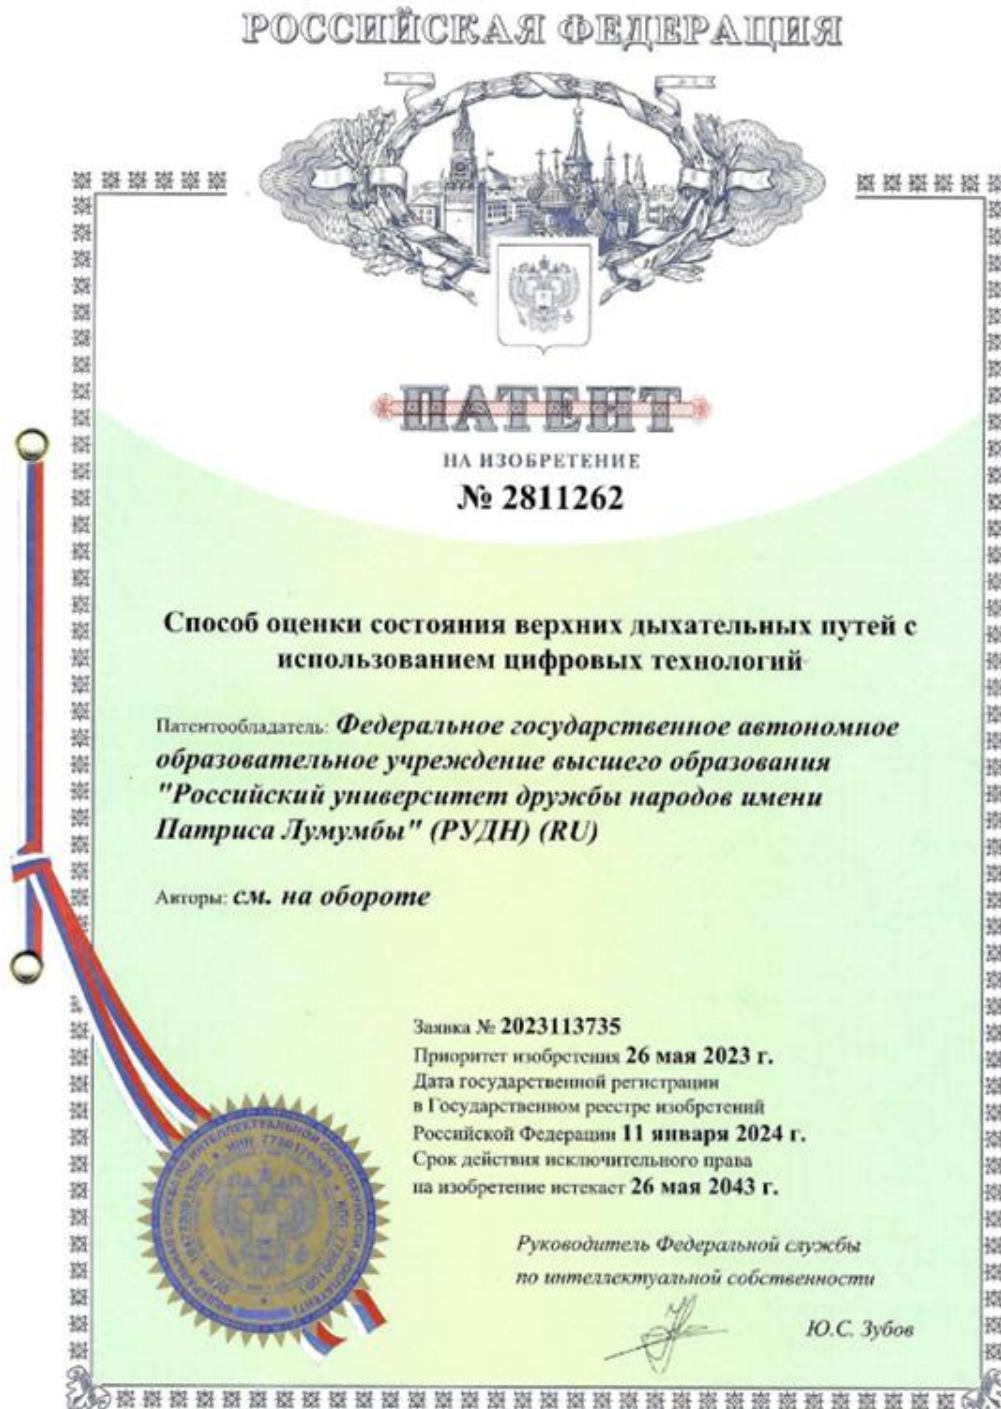 РОССИЙСКАЯ ФЕДЕРАЦИЯ
ПАТЕНТ
НА ИЗОБРЕТЕНИЕ
№ 2811262
Способ оценки состояния верхних дыхательных путей с
использованием цифровых технологий
Патентообладатель: Федеральное государственное автономное
образовательное учреждение высшего образования
"Российский университет дружбы народов имени
Патриса Лумумбы" (РУДН) (RU)
Авторы: см. на обороте
Заявка № 2023113735
Приоритет изобретения 26 мая 2023 г.
Дата государственной регистрации
в Государственном реестре изобретений
Российской Федерации 11 января 2024 г.
Срок действия исключительного права
на изобретение истекает 26 мая 2043 г.
Руководитель Федеральной службы
по интеллектуальной собственности
Ю.С. Зубов